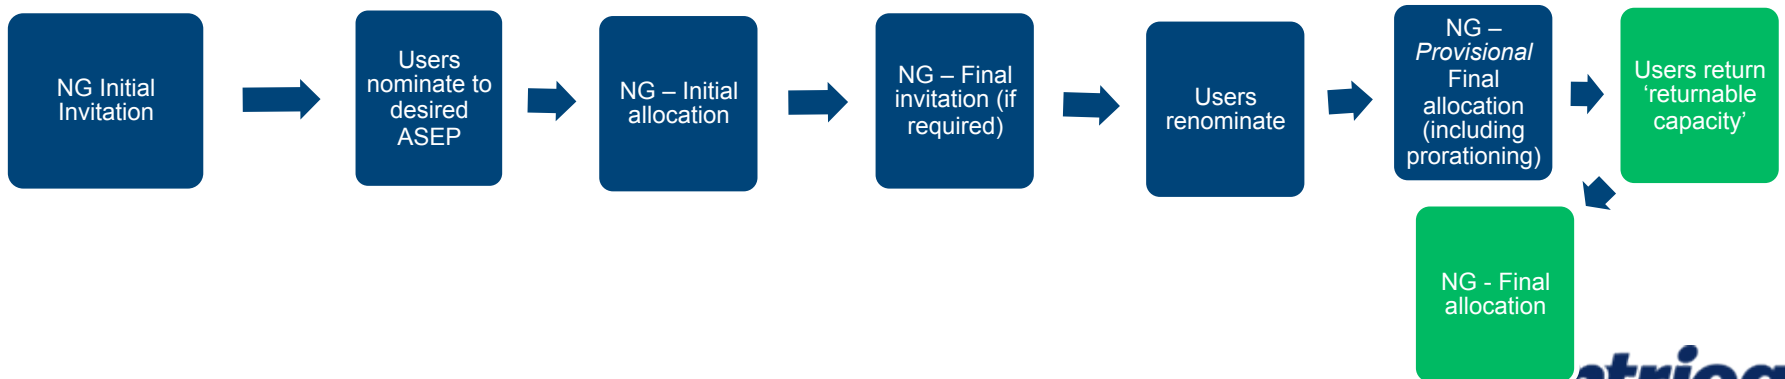 NG Initial
Invitation
Users
nominate to
desired
ASEP
NG – Initial
allocation
NG – Final
invitation (if
required)
Users
renominate
NG –
Provisional
Final
allocation
(including
prorationing)
Users return
‘returnable
capacity’
NG - Final
allocation